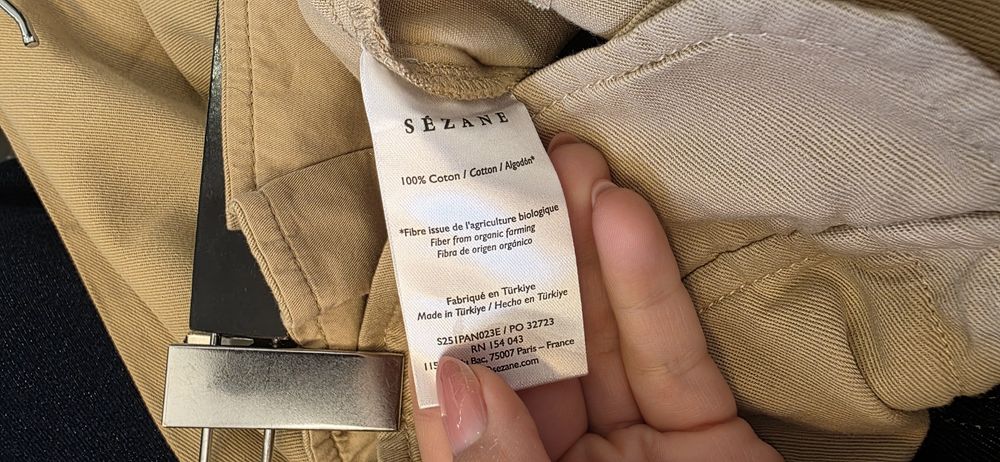 SÉZANE
100% Coton / Cotton / Algodón*
*Fibre issue de l'agriculture biologique
Fiber from organic farming
Fibra de origen orgánico
Fabriqué en Türkiye
Made in Türkiye / Hecho en Türkiye
S251PAN023E / PO 32723
RN 154 043
Bac, 75007 Paris – France
sezane.com